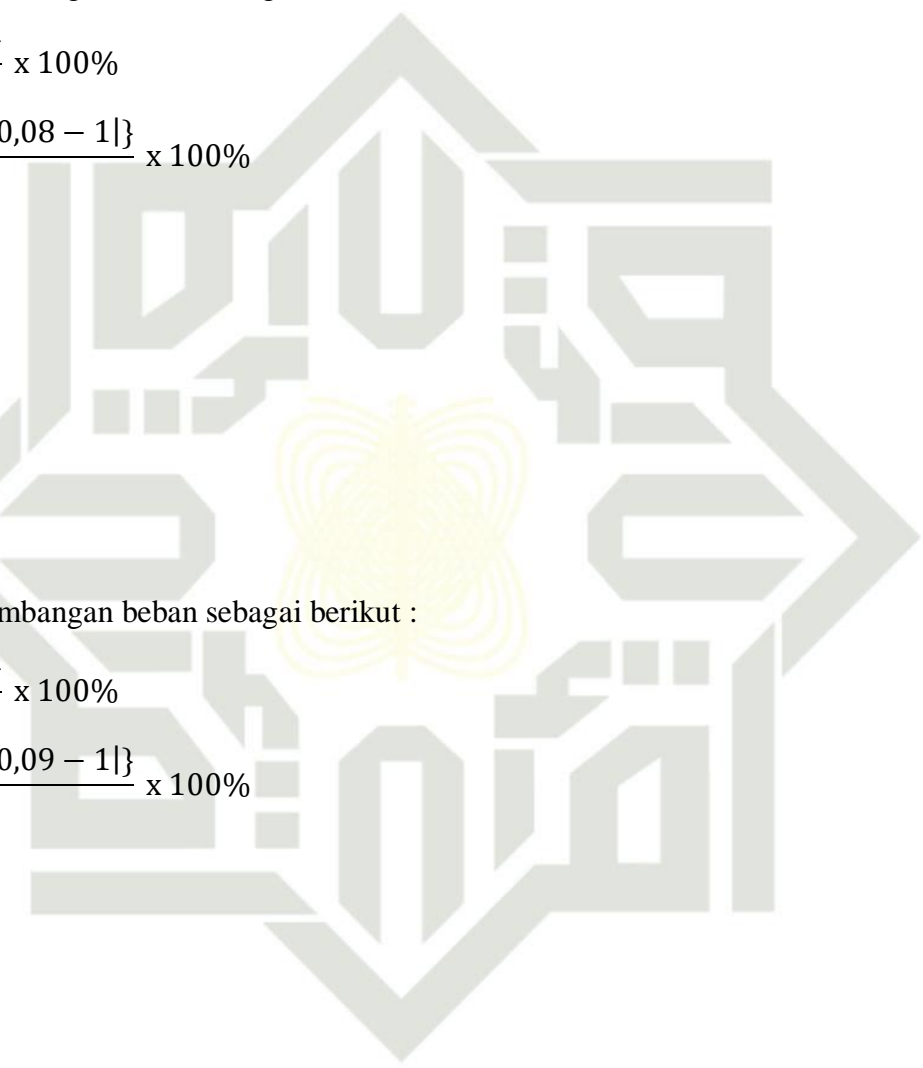 x 100%
0,08 − 1|}
x 100%
mbangan beban sebagai berikut :
x 100%
0,09 − 1|}
x 100%